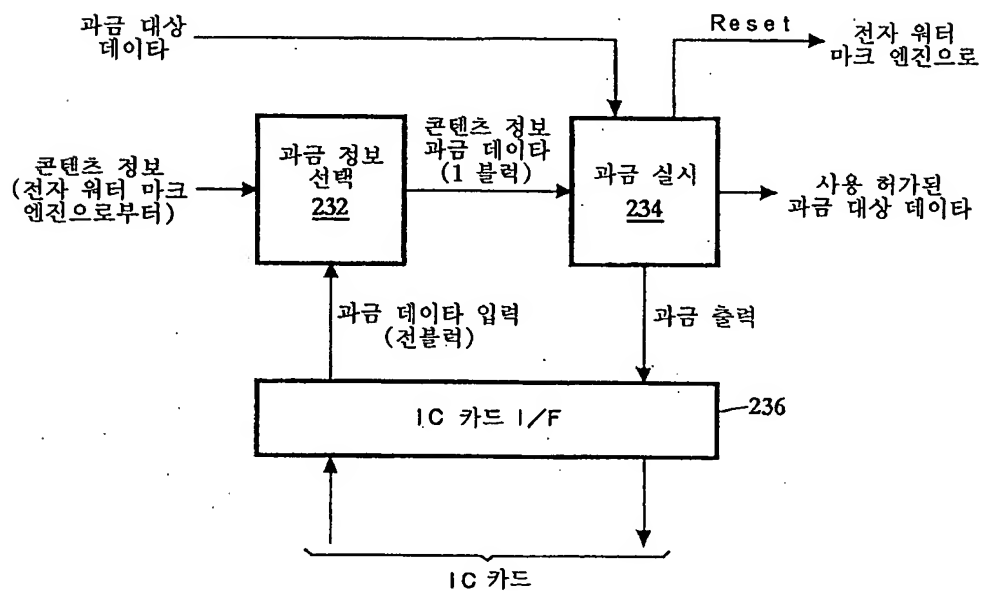 과금 대상
데이타
Reset
전자 워터
마크 엔진으로
콘텐츠 정보
(전자 워터 마크
엔진으로부터)
과금 정보
선택
232
콘텐츠 정보
과금 데이타
(1 블럭)
과금 실시
234
사용 허가된
과금 대상 데이타
과금 데이타 입력
(전블럭)
과금 출력
IC 카드 I/F
236
IC 카드